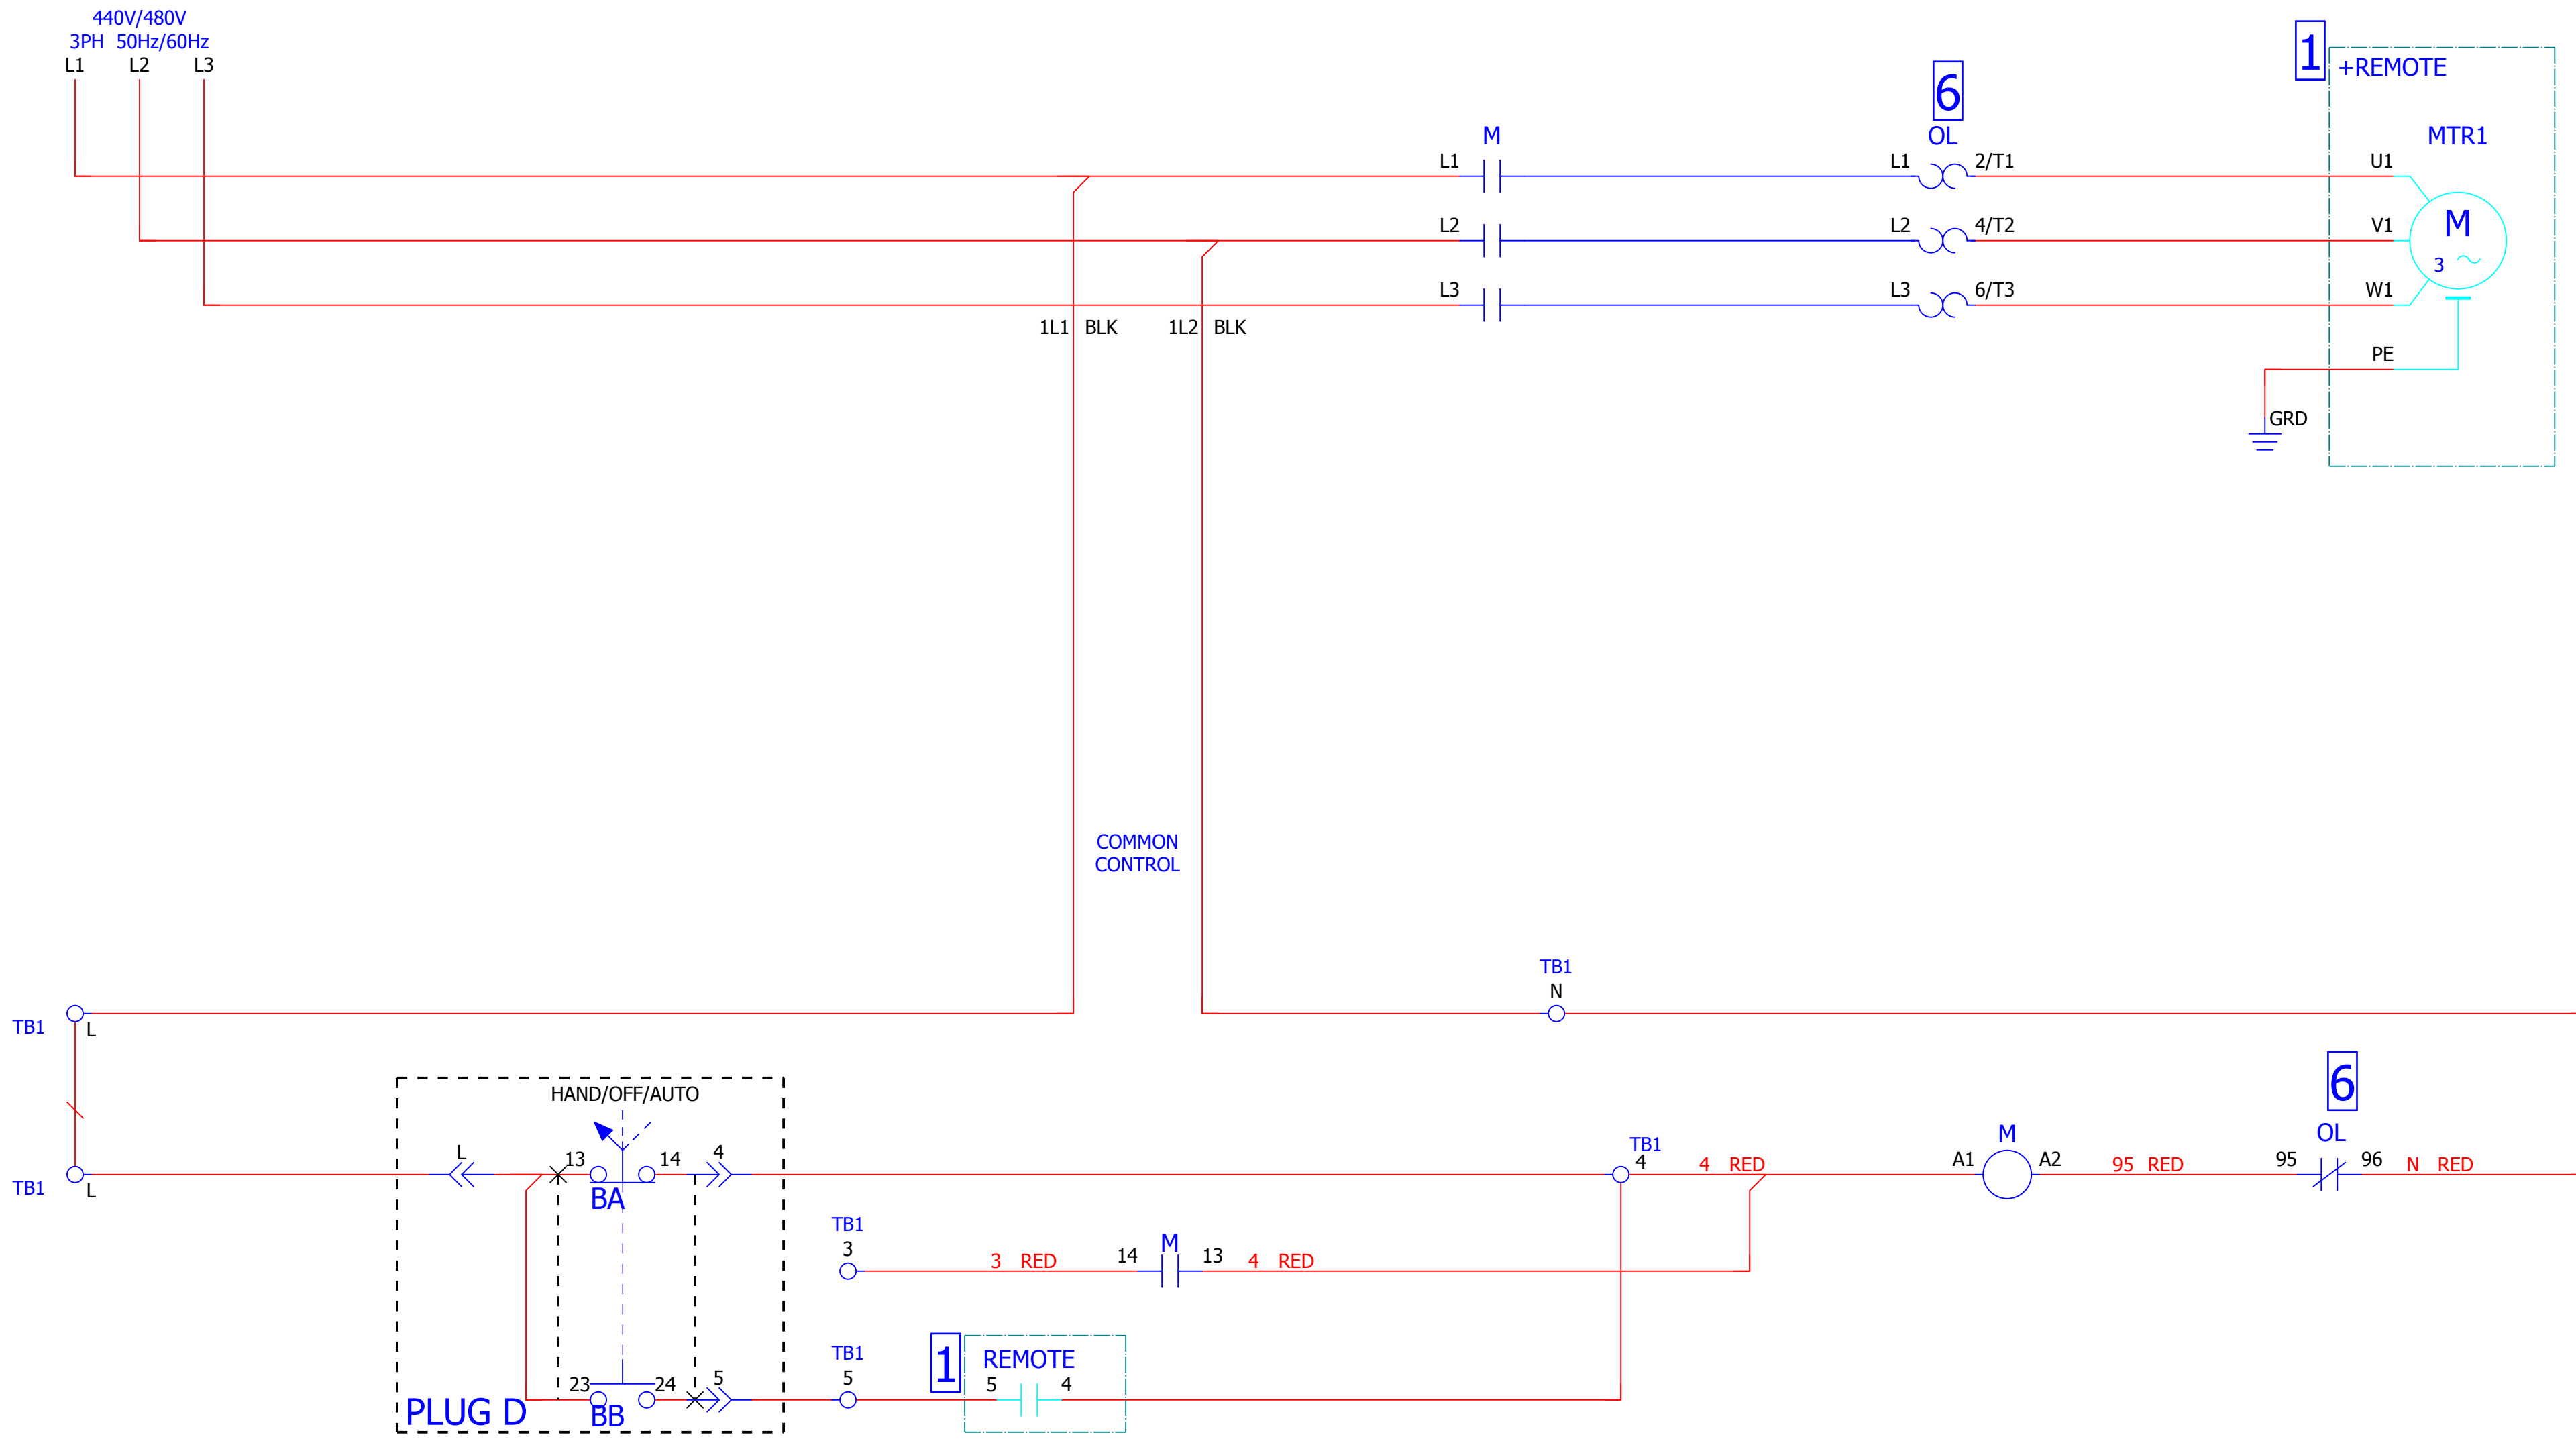 440V/480V
3PH 50Hz/60Hz
L1 L2 L3
1
+REMOTE
6
OL
M
MTR1
L1 L1 2/T1 U1
L2 L2 4/T2 V1
M
3
L3 L3 6/T3 W1
1L1 BLK 1L2 BLK
PE
GRD
COMMON
CONTROL
TB1
N
TB1 L
6
HAND/OFF/AUTO
OL
M
L 13 14 4
TB1
4
4 RED
A1 A2
95 RED
95 96
N RED
TB1 L
BA
TB1
3
3 RED
14 M 13
4 RED
TB1
5
1
REMOTE
5 4
23 24 5
PLUG D
BB